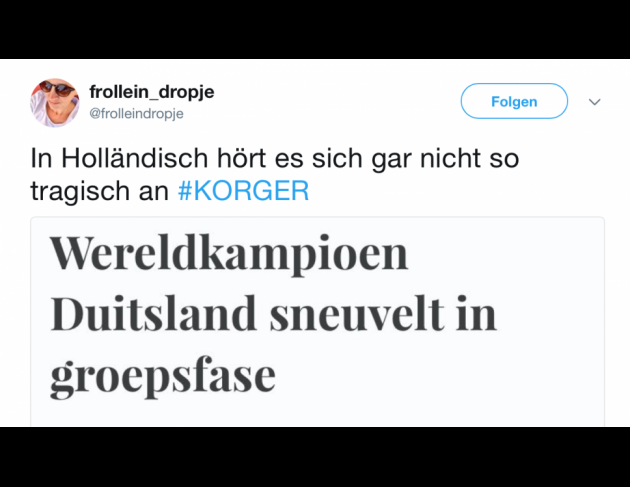 frollein_dropje
@frolleindropje
Folgen
In Holländisch hört es sich gar nicht so
tragisch an #KORGER
Wereldkampioen
Duitsland sneuvelt in
groepsfase